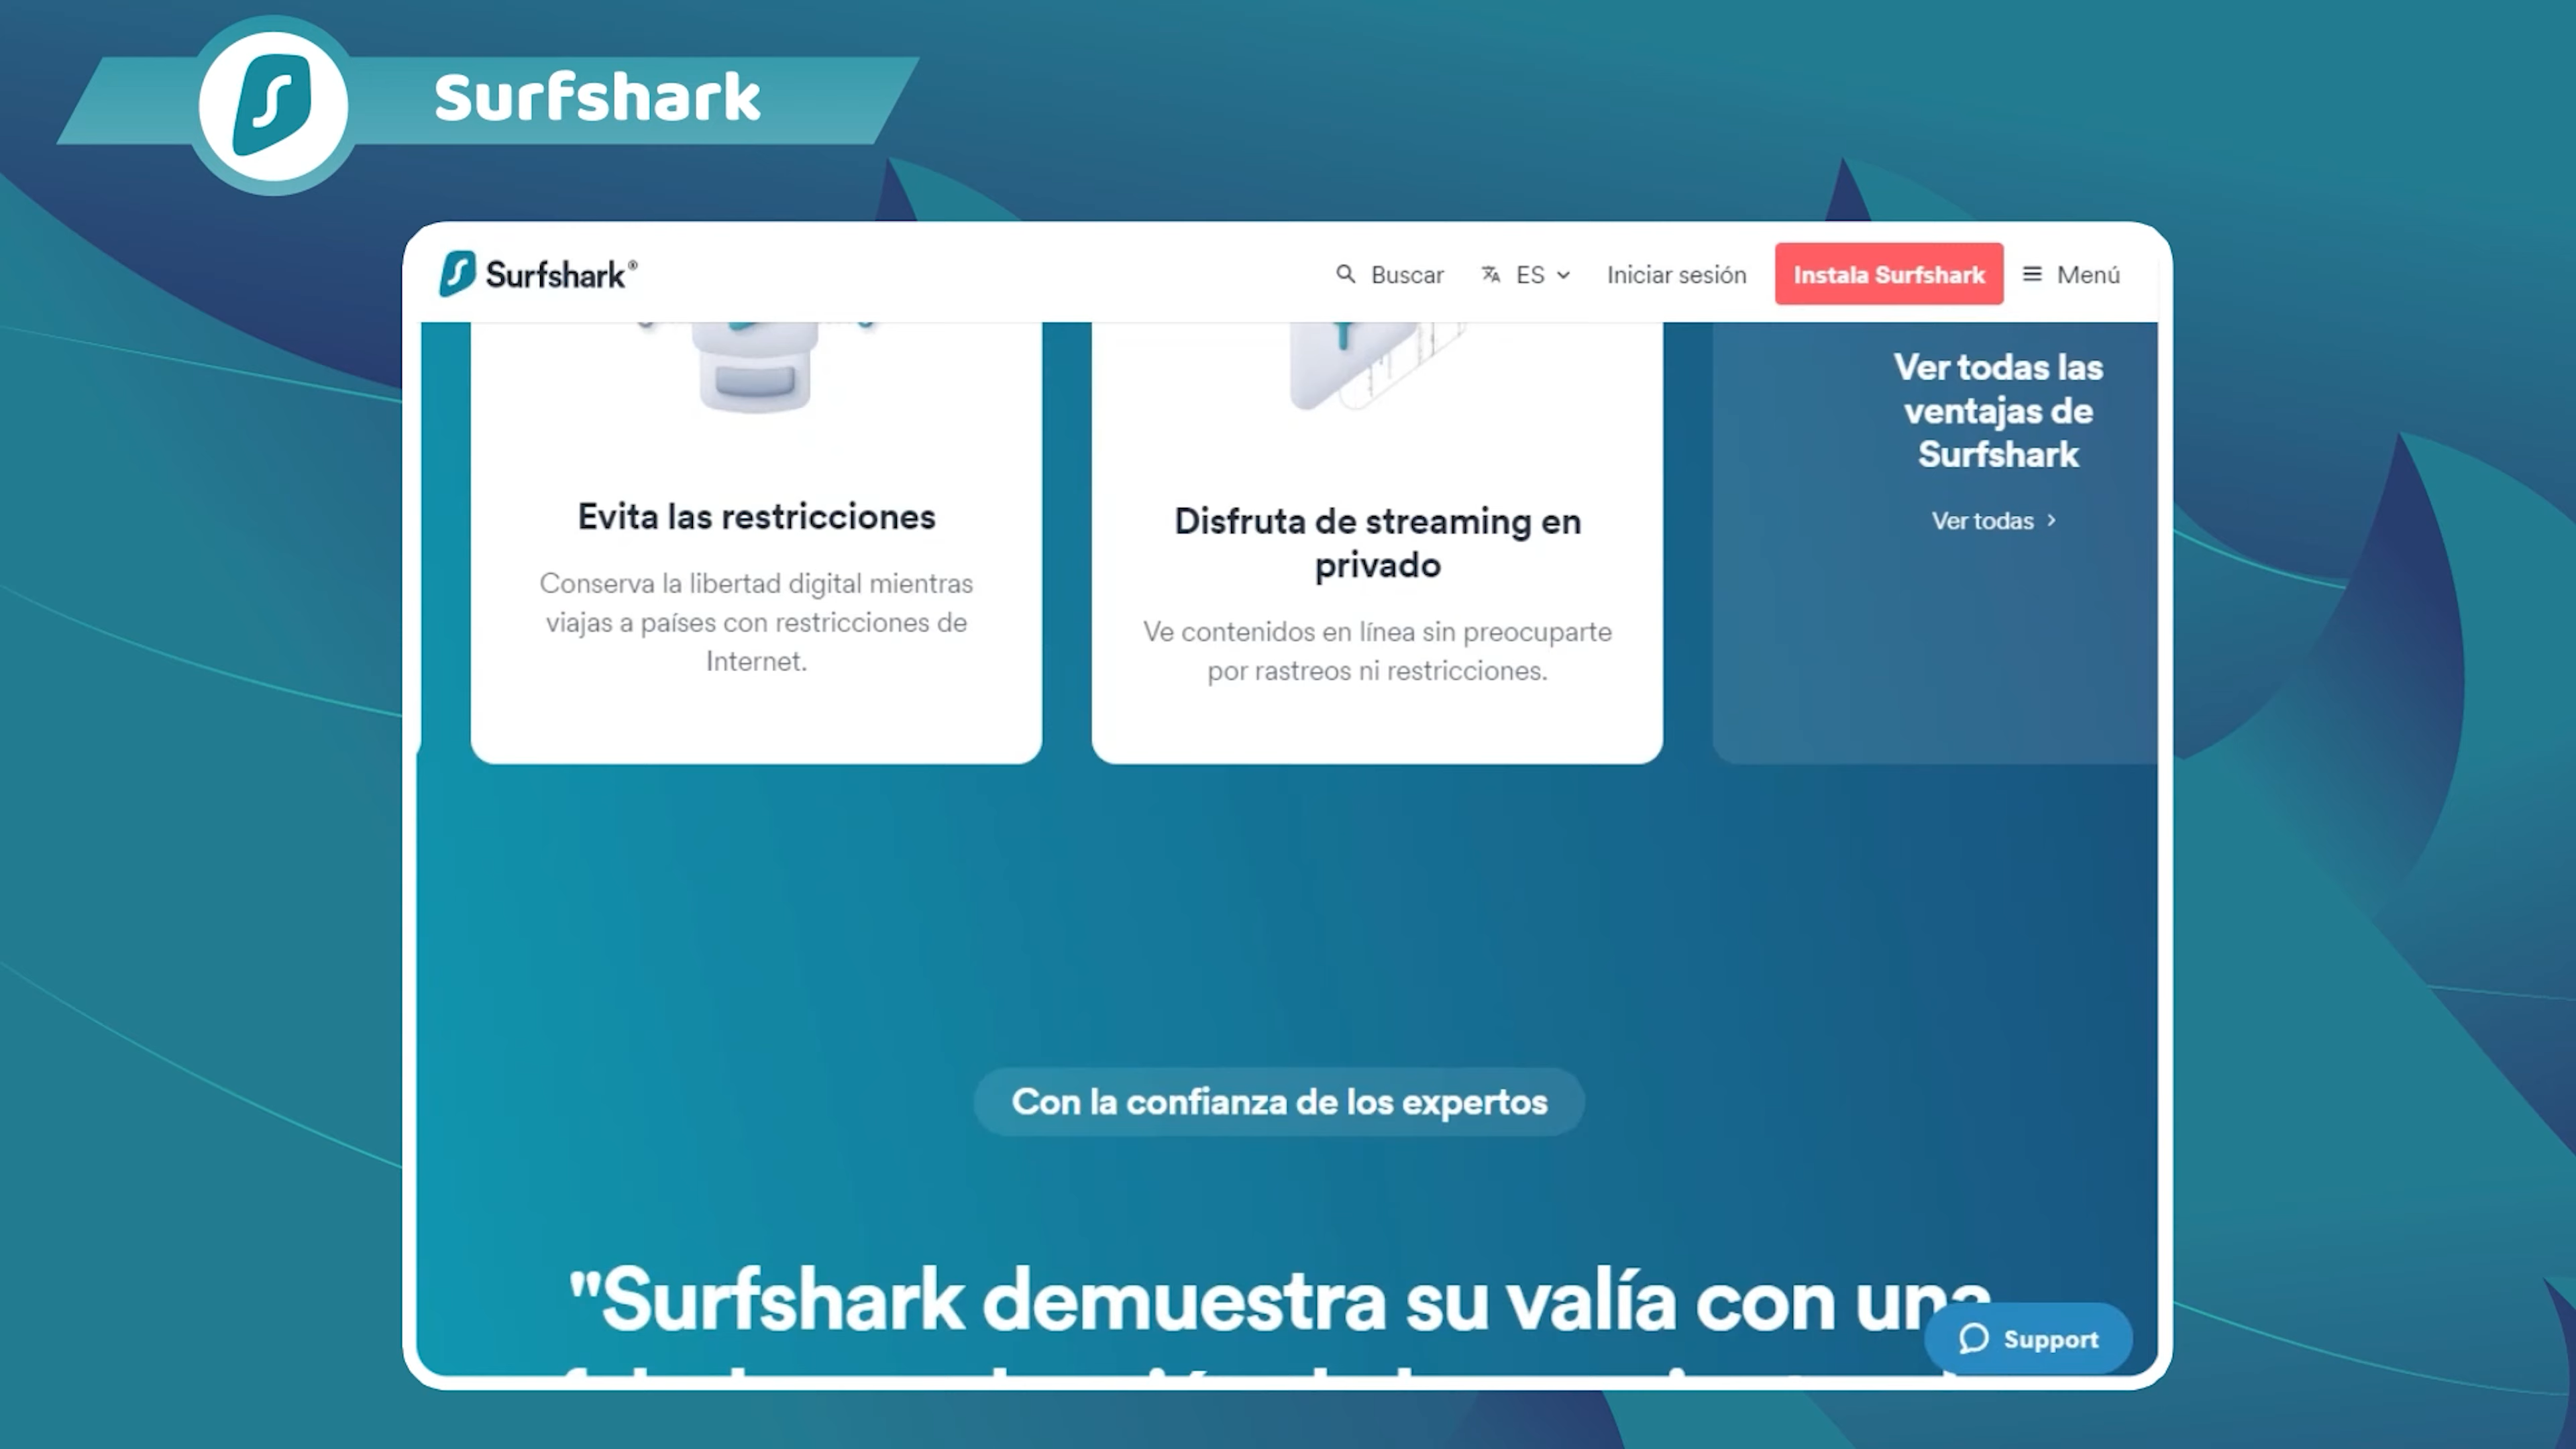 Surfshark
Surfshark®
Buscar
ES
Iniciar sesión
Instala Surfshark
Menú
Evita las restricciones
Conserva la libertad digital mientras
viajas a países con restricciones de
Internet.
Disfruta de streaming en
privado
Ve contenidos en línea sin preocuparte
por rastreos ni restricciones.
Ver todas las
ventajas de
Surfshark
Ver todas
Con la confianza de los expertos
"Surfshark demuestra su valía con una
Support